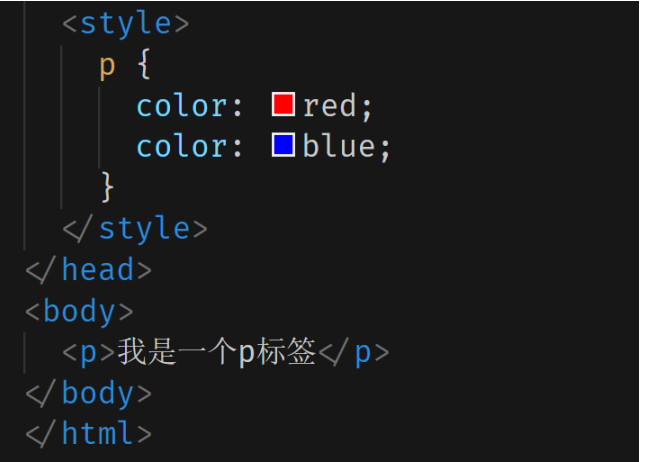 <style>
p {
color: red;
color: blue;
}
</style>
</head>
<body>
<p>我是一个p标签</p>
</body>
</html>